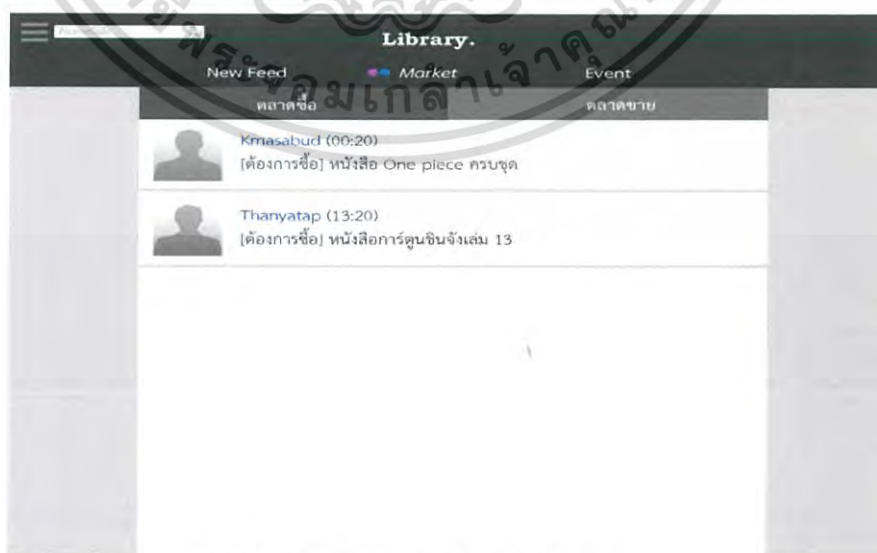 Library.
New Feed Market Event
ตลาดซื้อ ตลาดขาย
Kmasabud (00:20)
[ต้องการซื้อ] หนังสือ One piece ครบชุด
Thanyatap (13:20)
[ต้องการซื้อ] หนังสือการ์ตูนชินจังเล่ม 13